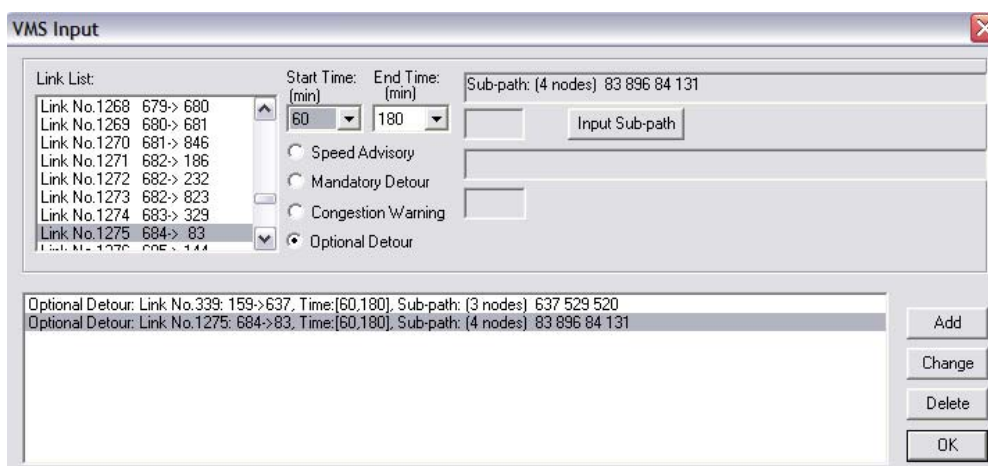 VMS Input
Link List:
Link No.1268 679-> 680
Link No.1269 680-> 681
Link No.1270 681-> 846
Link No.1271 682-> 186
Link No.1272 682-> 232
Link No.1273 682-> 823
Link No.1274 683-> 329
Link No.1275 684-> 83
Start Time: (min)
60
End Time: (min)
180
Speed Advisory
Mandatory Detour
Congestion Warning
Optional Detour
Sub-path: (4 nodes) 83 896 84 131
Input Sub-path
Optional Detour: Link No.339: 159->637, Time:[60,180], Sub-path: (3 nodes) 637 529 520
Optional Detour: Link No.1275: 684->83, Time:[60,180], Sub-path: (4 nodes) 83 896 84 131
Add
Change
Delete
OK